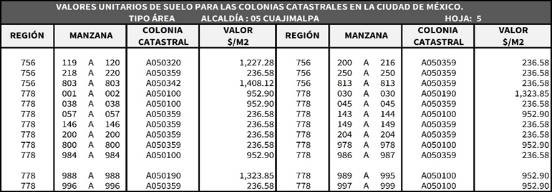 VALORES UNITARIOS DE SUELO PARA LAS COLONIAS CATASTRALES EN LA CIUDAD DE MÉXICO.
TIPO ÁREA ALCALDÍA : 05 CUAJIMALPA HOJA: 5
REGIÓN MANZANA COLONIA CATASTRAL VALOR $/M2 REGIÓN MANZANA COLONIA CATASTRAL VALOR $/M2
756 119 A 120 A050320 1,227.28 756 200 A 216 A050359 236.58
756 218 A 220 A050359 236.58 756 250 A 250 A050359 236.58
756 803 A 803 A050342 1,408.12 756 813 A 813 A050359 236.58
778 001 A 002 A050100 952.90 778 030 A 030 A050190 1,323.85
778 038 A 038 A050100 952.90 778 045 A 045 A050359 236.58
778 057 A 057 A050359 236.58 778 143 A 144 A050100 952.90
778 146 A 146 A050359 236.58 778 149 A 149 A050359 236.58
778 200 A 200 A050359 236.58 778 204 A 204 A050359 236.58
778 800 A 800 A050359 236.58 778 978 A 978 A050100 952.90
778 984 A 984 A050100 952.90 778 986 A 987 A050359 236.58
778 988 A 988 A050190 1,323.85 778 989 A 995 A050100 952.90
778 996 A 996 A050359 236.58 778 997 A 999 A050100 952.90